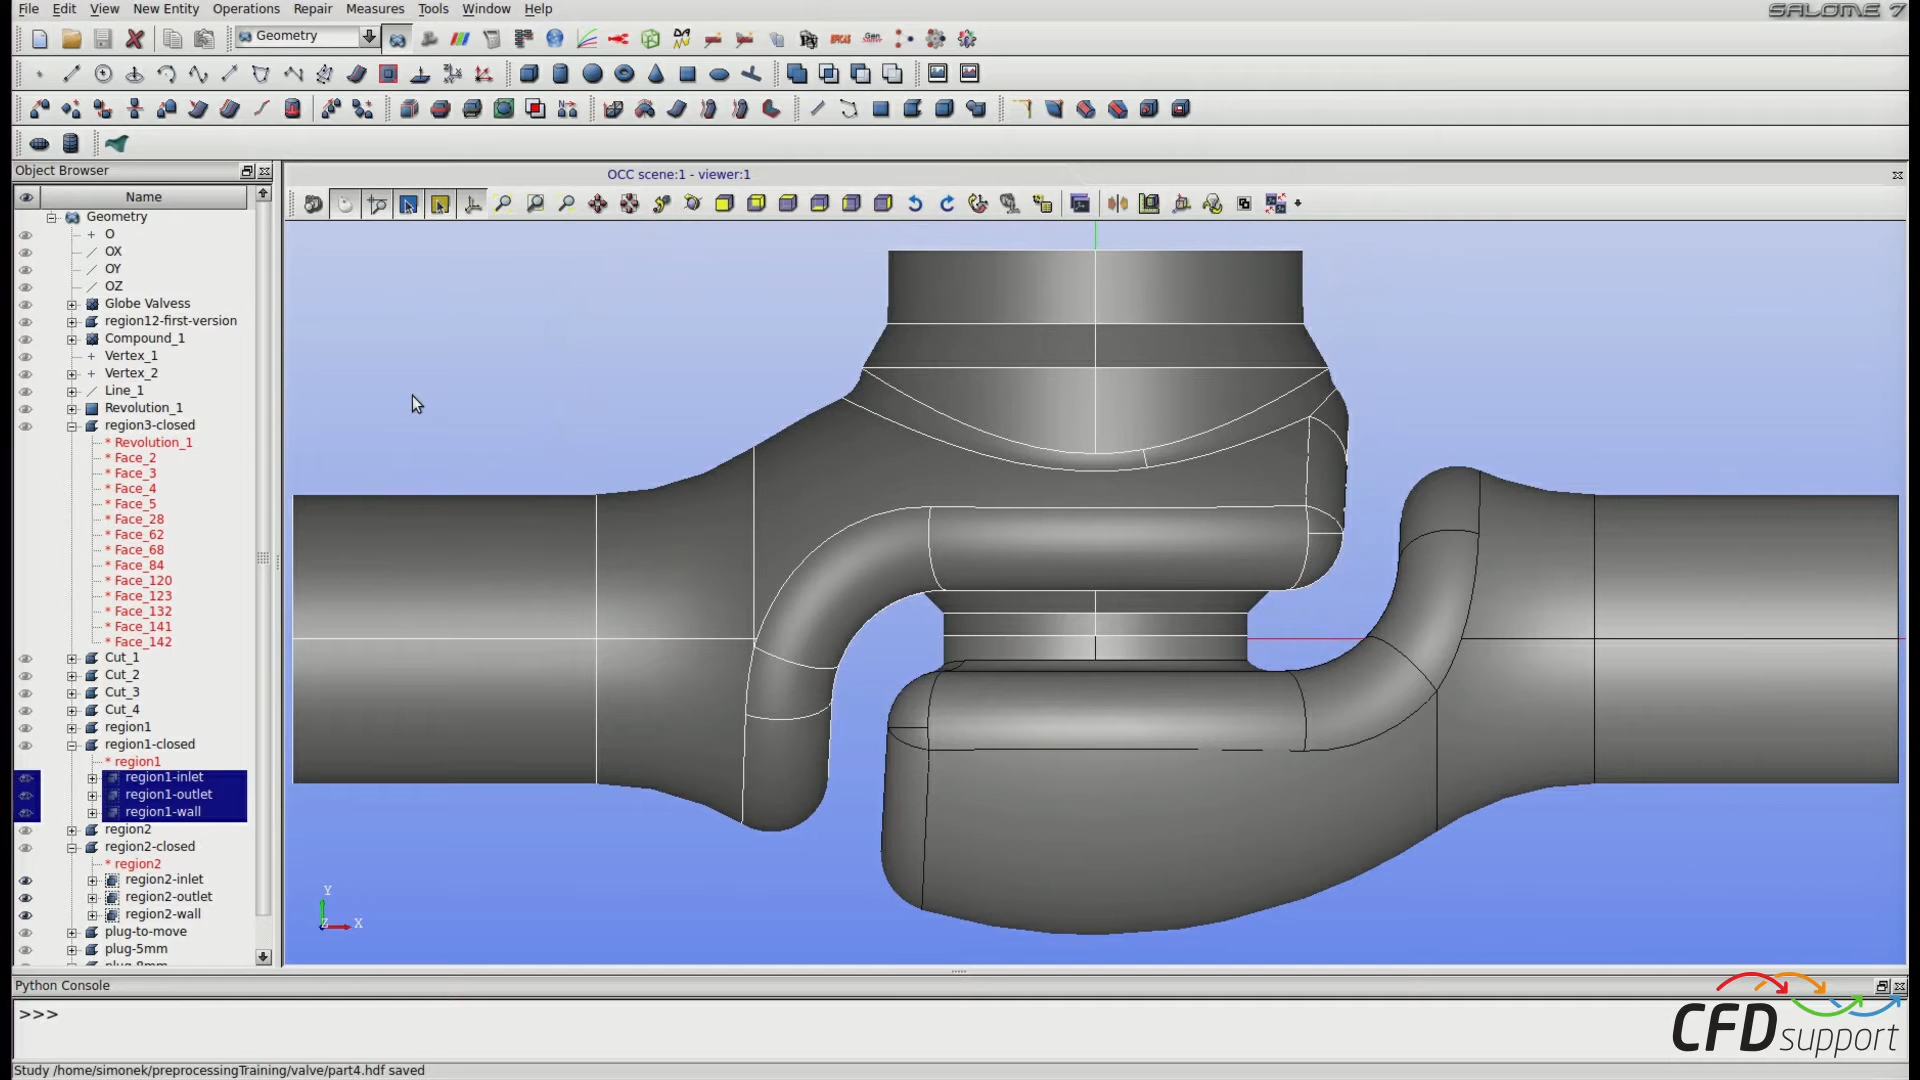 File Edit View New Entity Operations Repair Measures Tools Window Help
SALOME 7
Geometry
Object Browser
OCC scene:1 - viewer:1
Name
Geometry
O
OX
OY
OZ
Globe Valvess
region12-first-version
Compound_1
Vertex_1
Vertex_2
Line_1
Revolution_1
region3-closed
* Revolution_1
* Face_2
* Face_3
* Face_4
* Face_5
* Face_28
* Face_62
* Face_68
* Face_84
* Face_120
* Face_123
* Face_132
* Face_141
* Face_142
Cut_1
Cut_2
Cut_3
Cut_4
region1
region1-closed
* region1
region1-inlet
region1-outlet
region1-wall
region2
region2-closed
* region2
region2-inlet
region2-outlet
region2-wall
plug-to-move
plug-5mm
Y
Z X
Python Console
>>>
CFD support
Study /home/simonek/preprocessingTraining/valve/part4.hdf saved